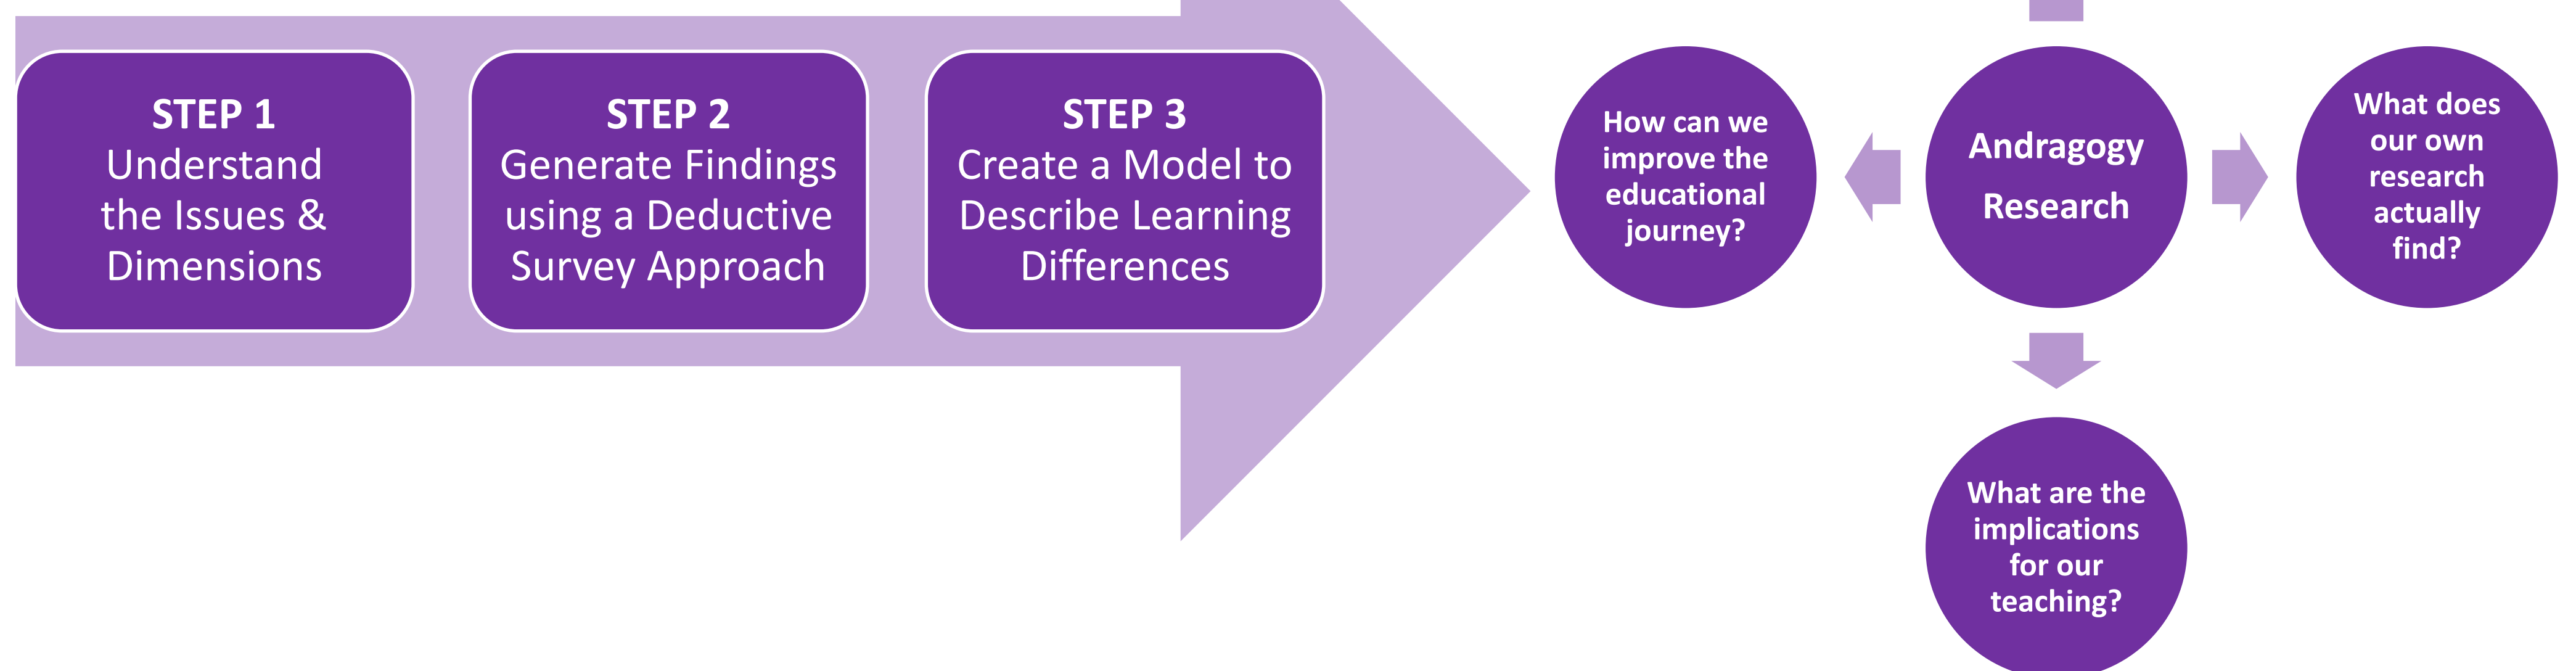 STEP 1
Understand
the Issues &
Dimensions
STEP 2
Generate Findings
using a Deductive
Survey Approach
STEP 3
Create a Model to
Describe Learning
Differences
How can we
improve the
educational
journey?
Andragogy
Research
What does
our own
research
actually
find?
What are the
implications
for our
teaching?